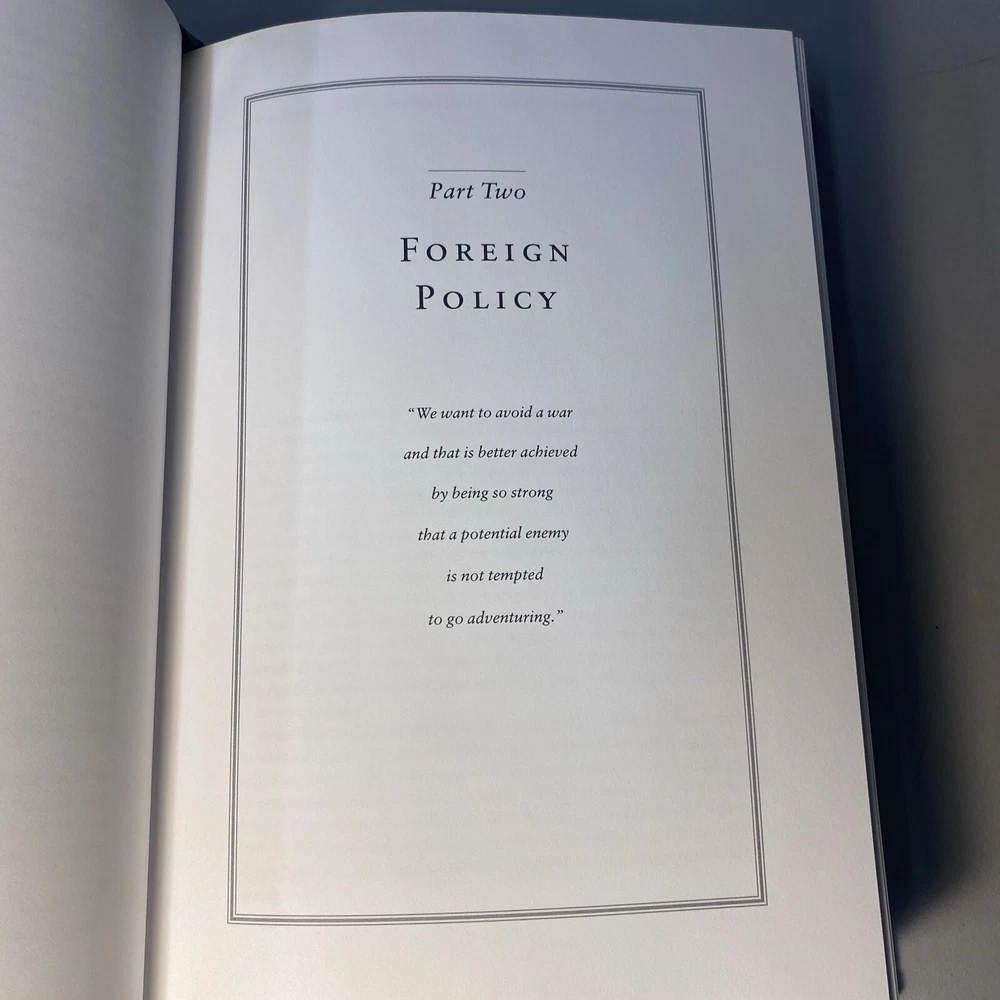 Part Two
FOREIGN
POLICY
“We want to avoid a war
and that is better achieved
by being so strong
that a potential enemy
is not tempted
to go adventuring.”